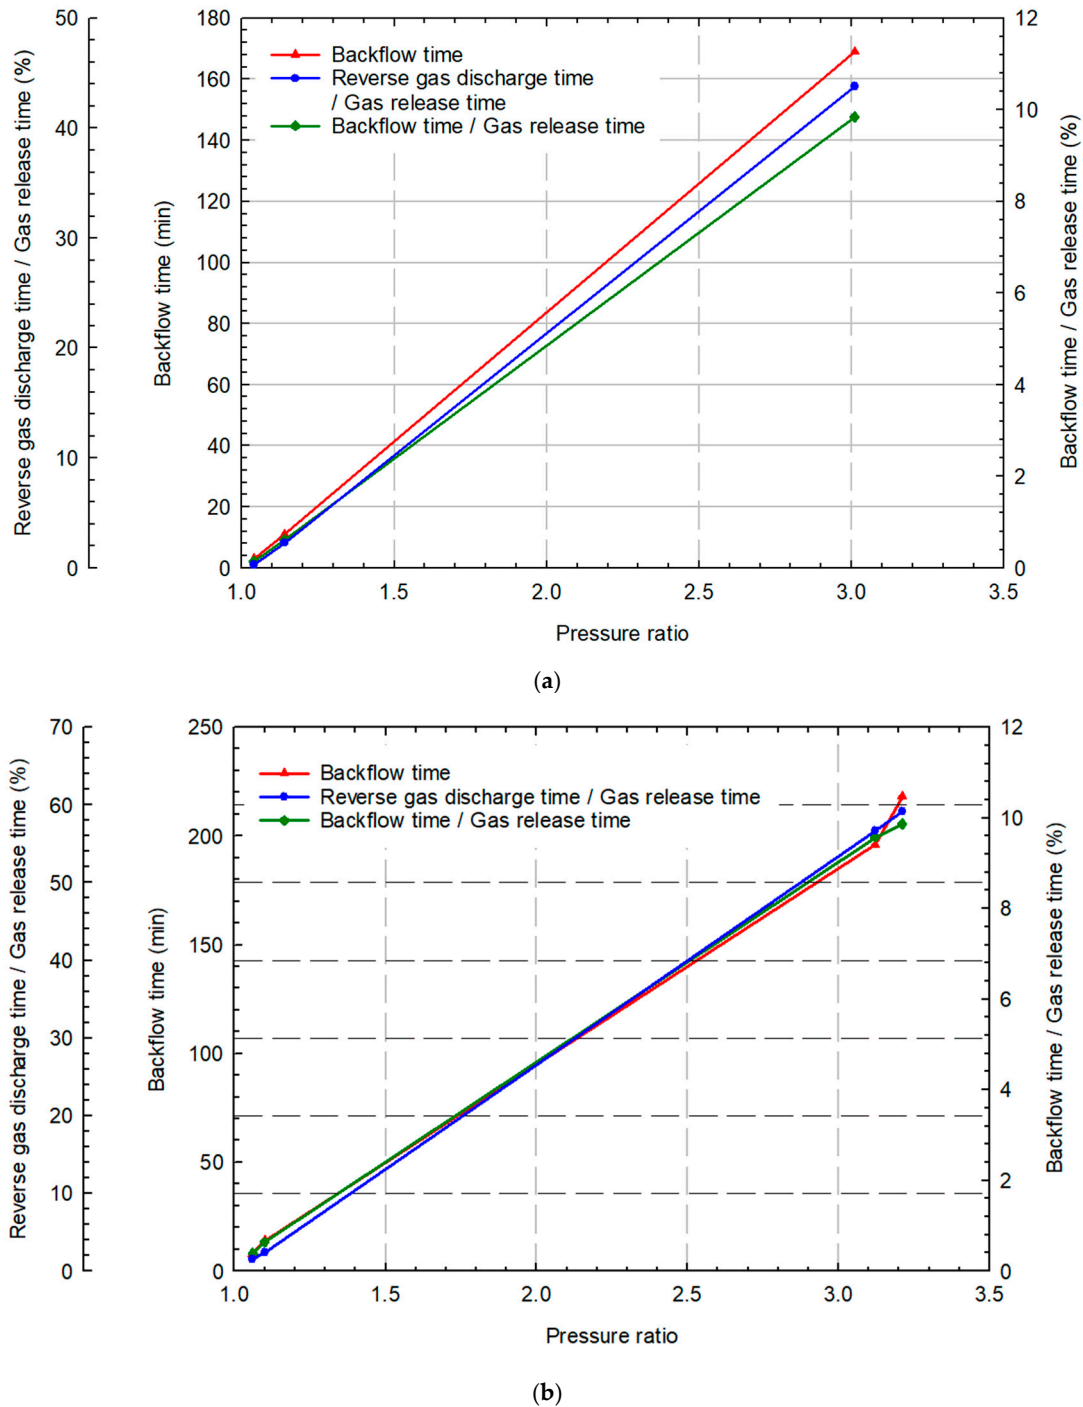 Reverse gas discharge time / Gas release time (%)
50
40
30
20
10
0
Backflow time (min)
180
160
140
120
100
80
60
40
20
0
Backflow time
Reverse gas discharge time
/ Gas release time
Backflow time / Gas release time
12
10
8
6
4
2
0
Backflow time / Gas release time (%)
1.0 1.5 2.0 2.5 3.0 3.5
Pressure ratio
(a)
Reverse gas discharge time / Gas release time (%)
70
60
50
40
30
20
10
0
Backflow time (min)
250
200
150
100
50
0
Backflow time
Reverse gas discharge time / Gas release time
Backflow time / Gas release time
12
10
8
6
4
2
0
Backflow time / Gas release time (%)
1.0 1.5 2.0 2.5 3.0 3.5
Pressure ratio
(b)